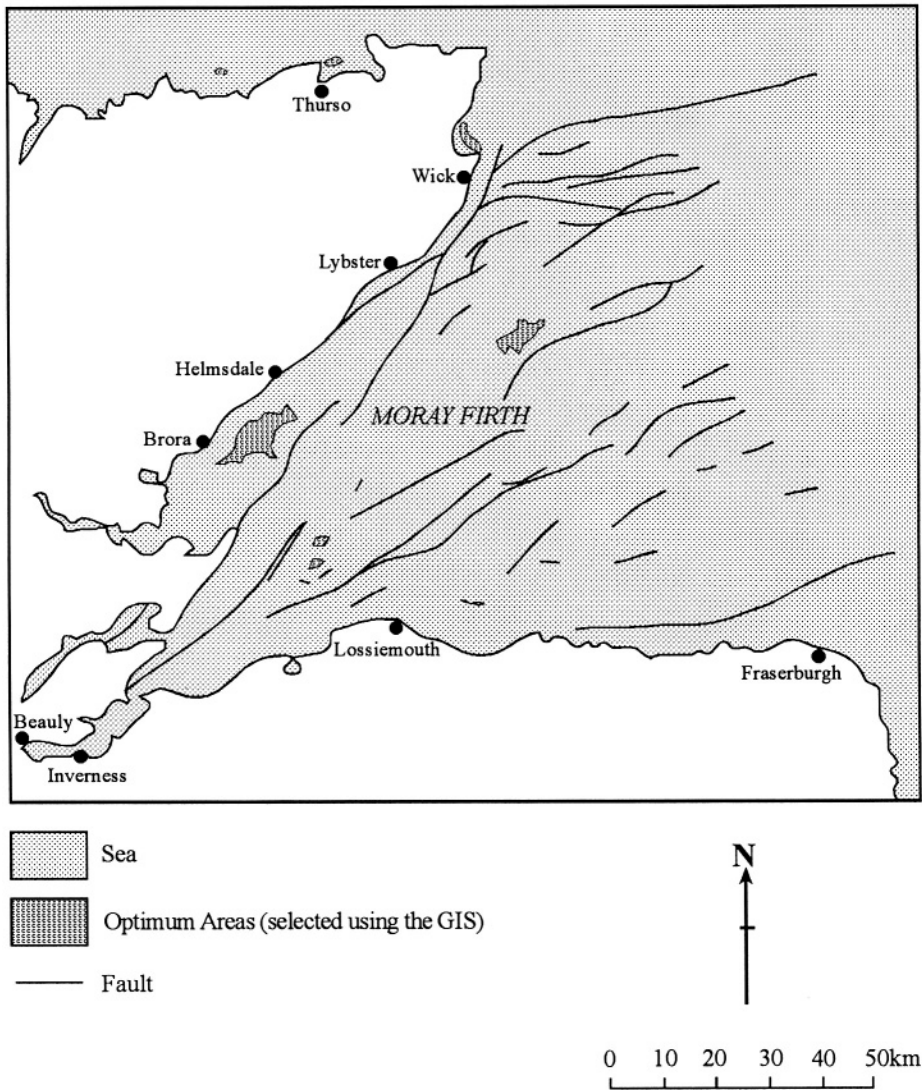 Thurso
Wick
Lybster
Helmsdale
MORAY FIRTH
Brora
Lossiemouth
Fraserburgh
Beauly
Inverness
Sea
N
Optimum Areas (selected using the GIS)
Fault
0 10 20 30 40 50km